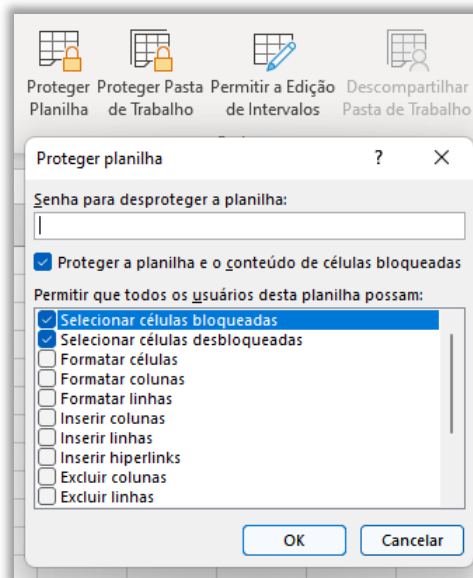 Proteger Planilha
Proteger Pasta de Trabalho
Permitir a Edição de Intervalos
Descompartilhar Pasta de Trabalho
Proteger planilha
?
Senha para desproteger a planilha:
Proteger a planilha e o conteúdo de células bloqueadas
Permitir que todos os usuários desta planilha possam:
Selecionar células bloqueadas
Selecionar células desbloqueadas
Formatar células
Formatar colunas
Formatar linhas
Inserir colunas
Inserir linhas
Inserir hiperlinks
Excluir colunas
Excluir linhas
OK
Cancelar